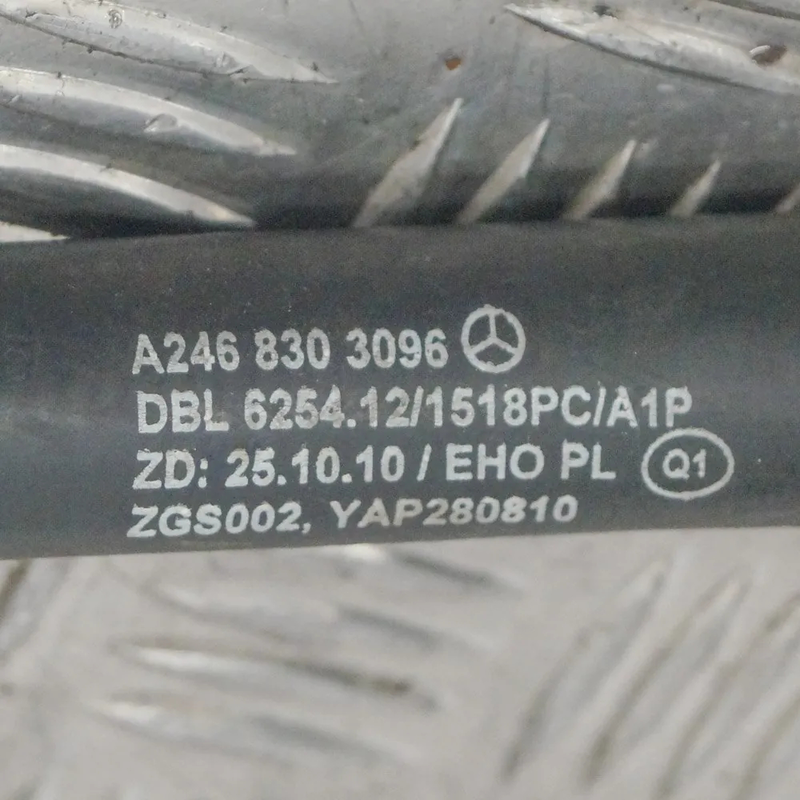 A246 830 3096
DBL 6254.12/1518PC/A1P
ZD: 25.10.10 / EHO PL Q1
ZGS002, YAP280810